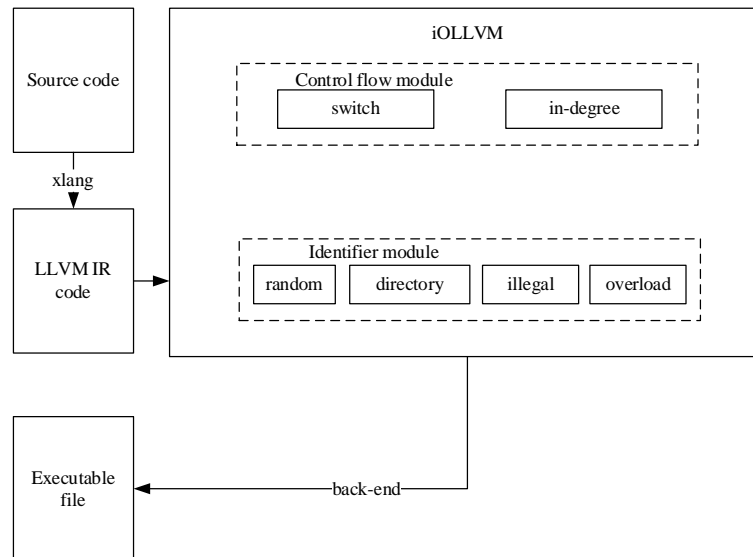 iOLLVM
Source code
Control flow module
switch
in-degree
xlang
LLVM IR
code
Identifier module
random
directory
illegal
overload
Executable
file
back-end